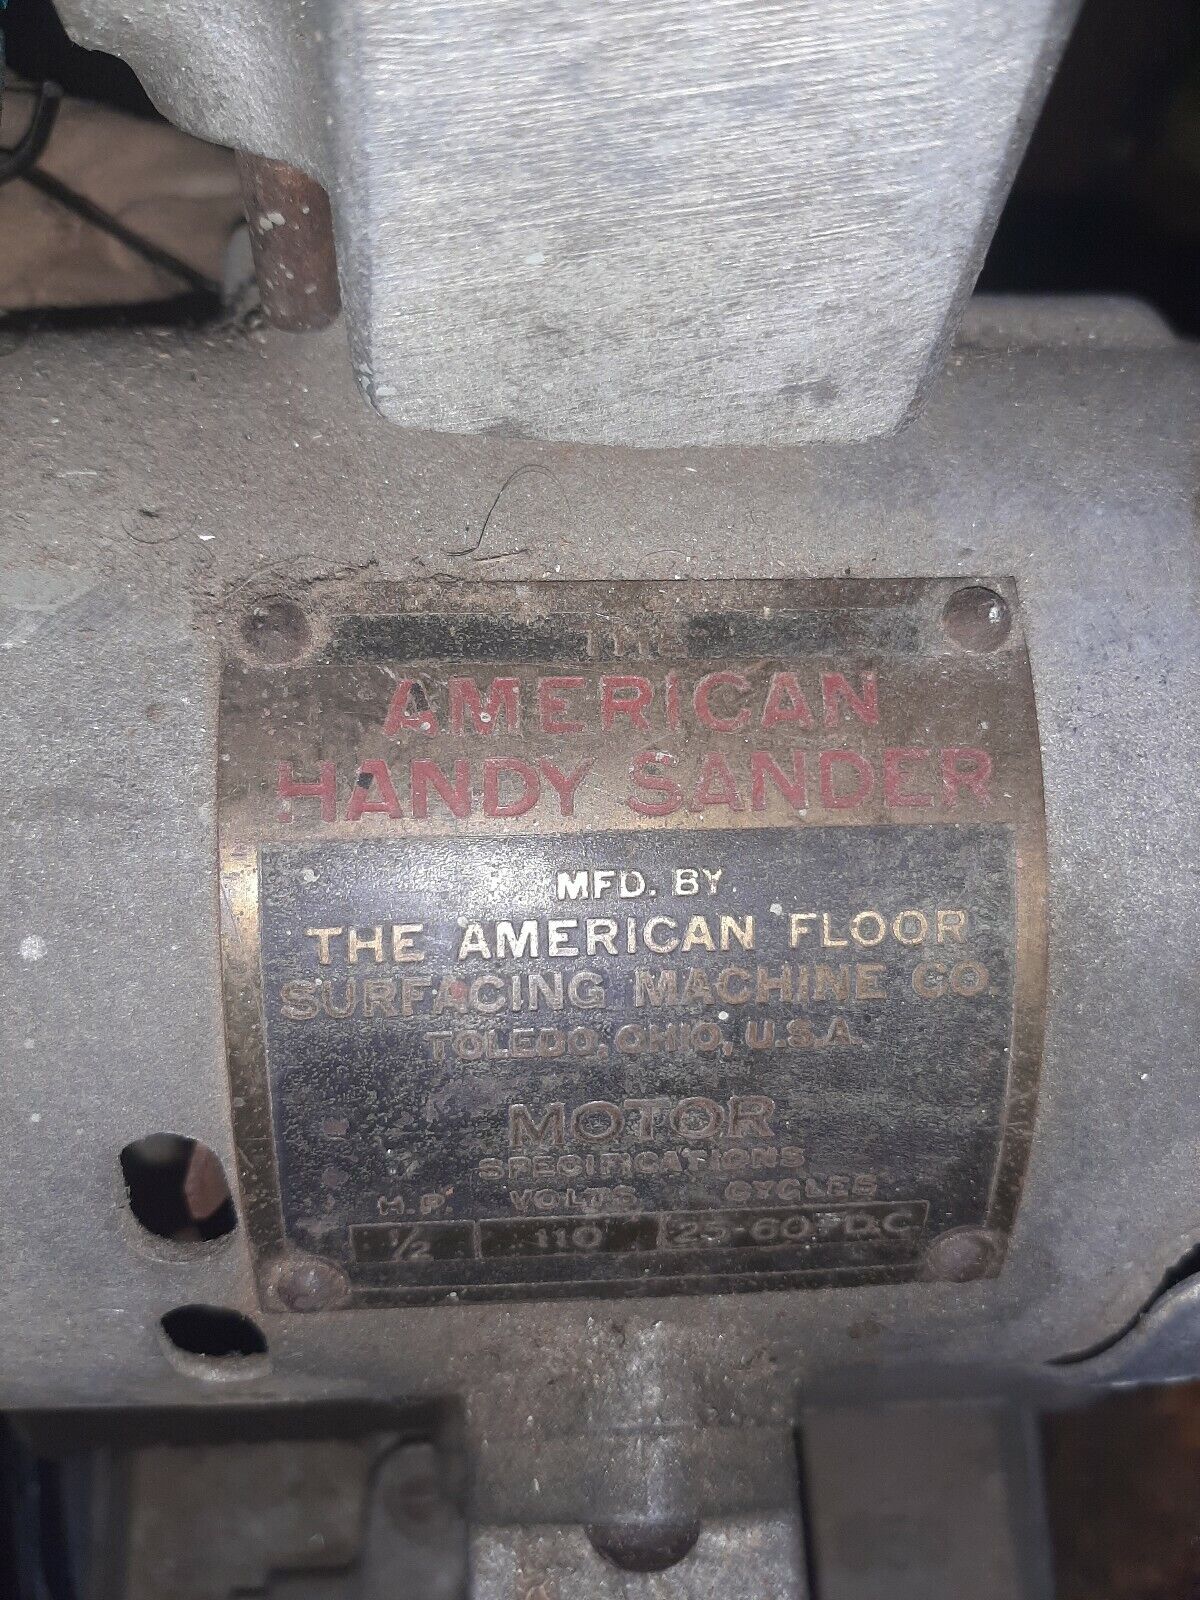 THE
AMERICAN
HANDY SANDER
MFD. BY
THE AMERICAN FLOOR
SURFACING MACHINE CO.
TOLEDO, OHIO, U.S.A.
MOTOR
SPECIFICATIONS
H.P. VOLTS CYCLES
1/2 110 25-60 D.C.